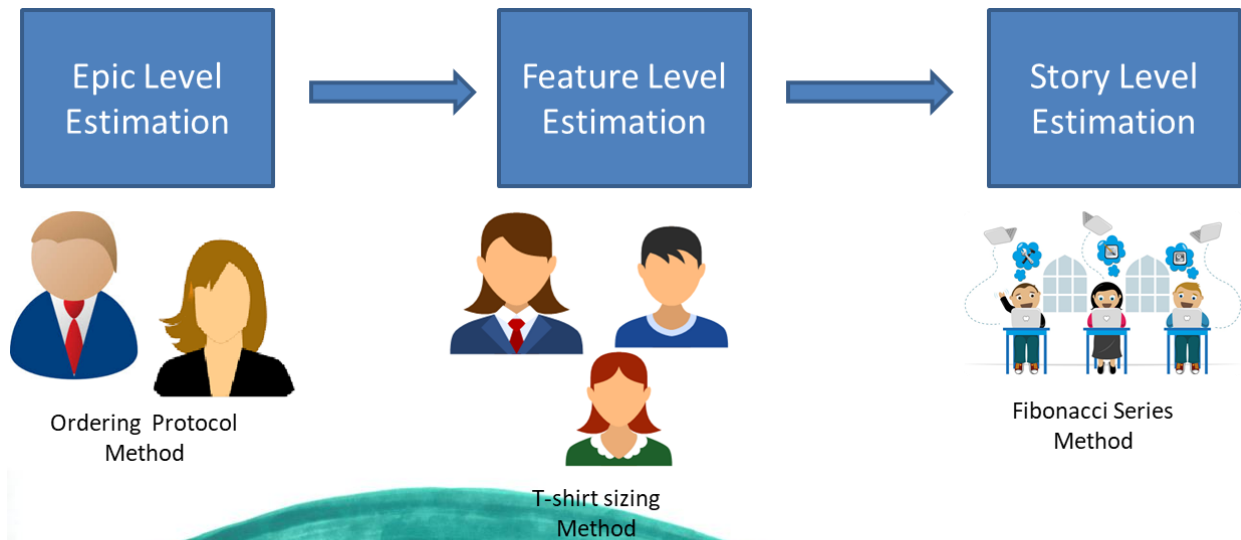 Epic Level
Estimation
Feature Level
Estimation
Story Level
Estimation
Ordering Protocol
Method
T-shirt sizing
Method
Fibonacci Series
Method